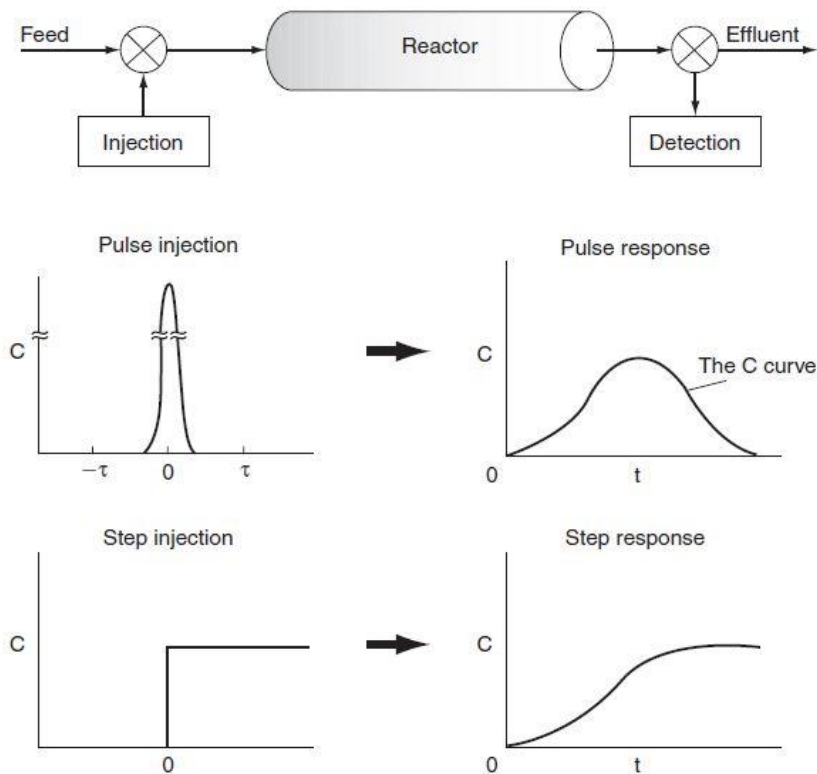 Feed
Reactor
Effluent
Injection
Detection
Pulse injection
Pulse response
C
C
The C curve
−τ 0 τ
0 t
Step injection
Step response
C
C
0
0 t